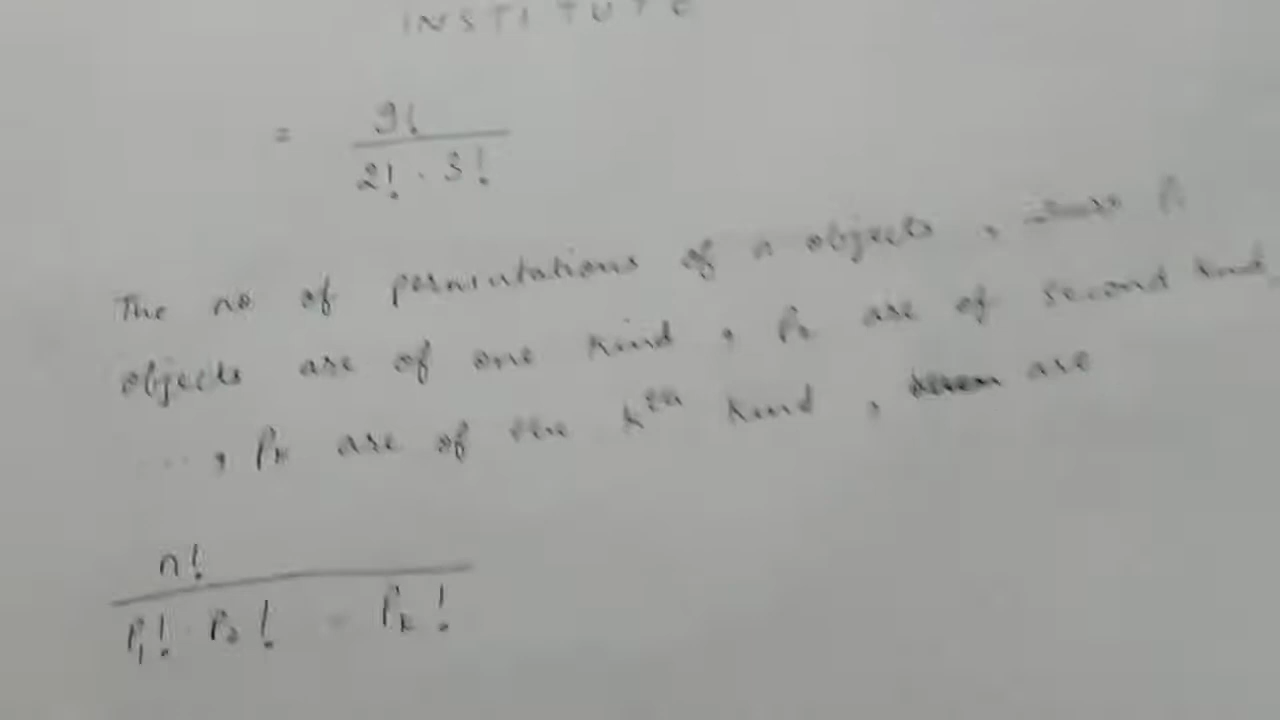 INSTITUTE
= 9! / 2! . 3!
The no of permutations of n objects , P₁
objects are of one kind , P₂ are of second kind,
... , Pₖ are of the kᵗʰ kind , are
n! / P₁! . P₂! - Pₖ!